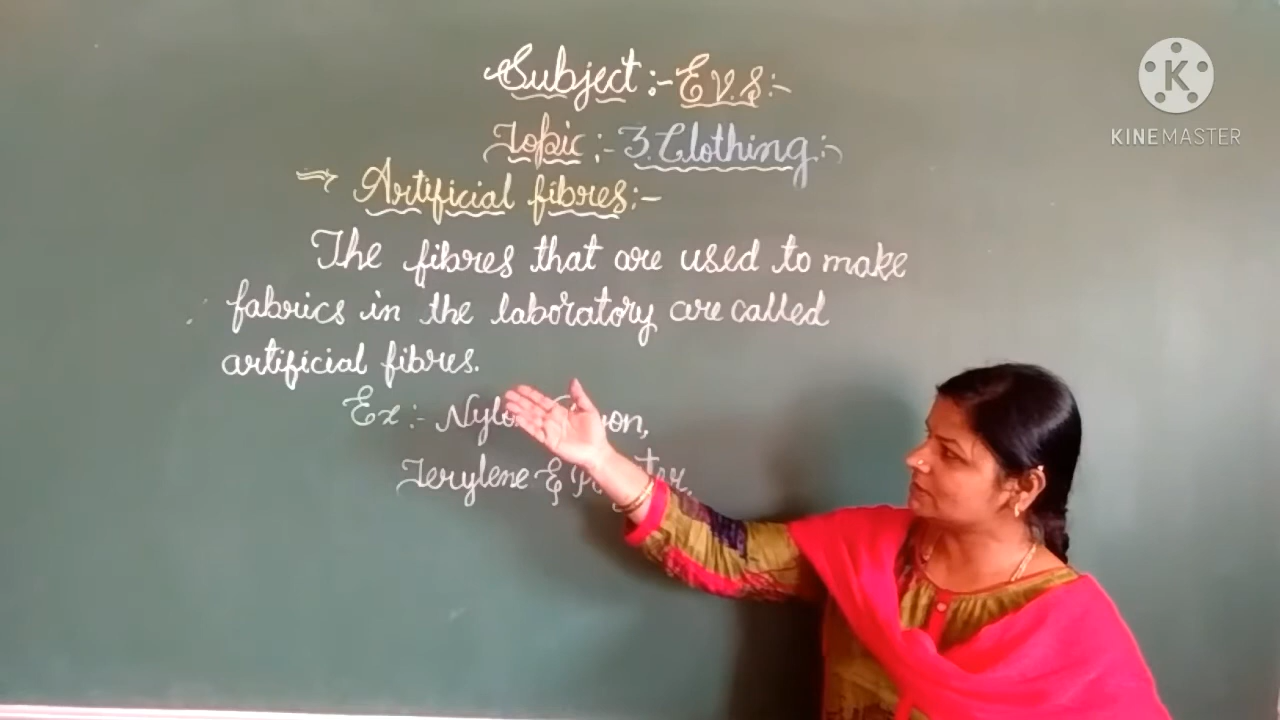 Subject :- E.V.S :-
Topic :- 3. Clothing :-
⇒ Artificial fibres :-
The fibres that are used to make
fabrics in the laboratory are called
artificial fibres.
Ex :- 
Terylene &
KINEMASTER